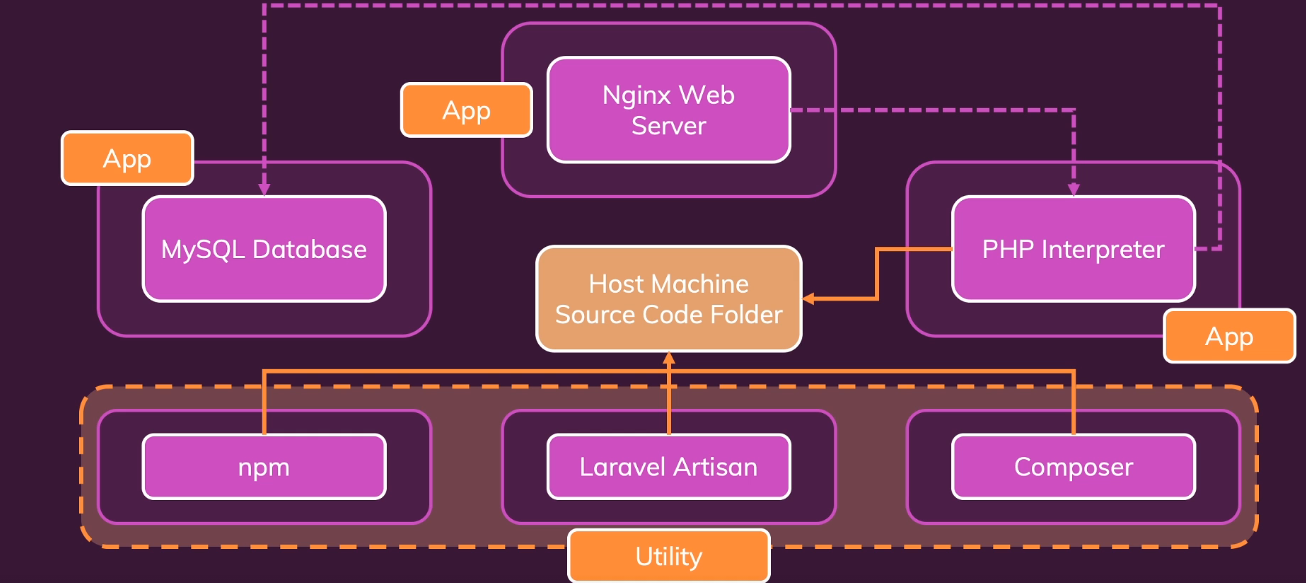 Nginx Web
Server
App
App
MySQL Database
PHP Interpreter
Host Machine
Source Code Folder
App
npm
Laravel Artisan
Composer
Utility